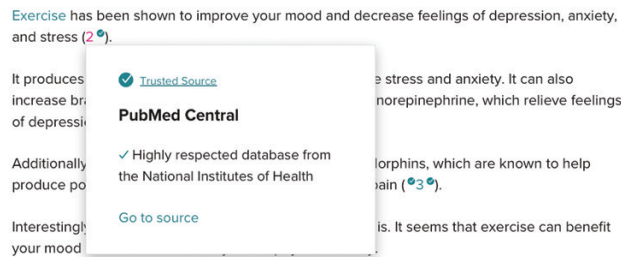 Exercise has been shown to improve your mood and decrease feelings of depression, anxiety,
and stress (2).
It produces
e stress and anxiety. It can also
increase bra
norepinephrine, which relieve feelings
of depressi
Trusted Source
PubMed Central
✓ Highly respected database from
the National Institutes of Health
Go to source
Additionally
lorphins, which are known to help
produce po
ain (3).
Interestingly
is. It seems that exercise can benefit
your mood